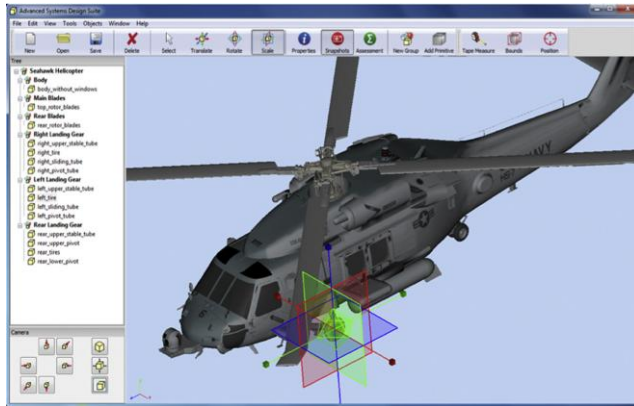 Advanced Systems Design Suite
File Edit View Tools Objects Window Help
New Open Save Delete Select Translate Rotate Scale Properties Snapshots Assessment New Group Add Primitive Tape Measure Bounds Position
Tree
Seahawk Helicopter
Body
body_without_windows
Main Blades
top_rotor_blades
Rear Blades
rear_rotor_blades
Right Landing Gear
right_upper_stable_tube
right_tire
right_sliding_tube
right_pivot_tube
Left Landing Gear
left_upper_stable_tube
left_tire
left_sliding_tube
left_pivot_tube
Rear Landing Gear
rear_upper_stable_tube
rear_upper_pivot
rear_tires
rear_lower_pivot
Camera
NAVY